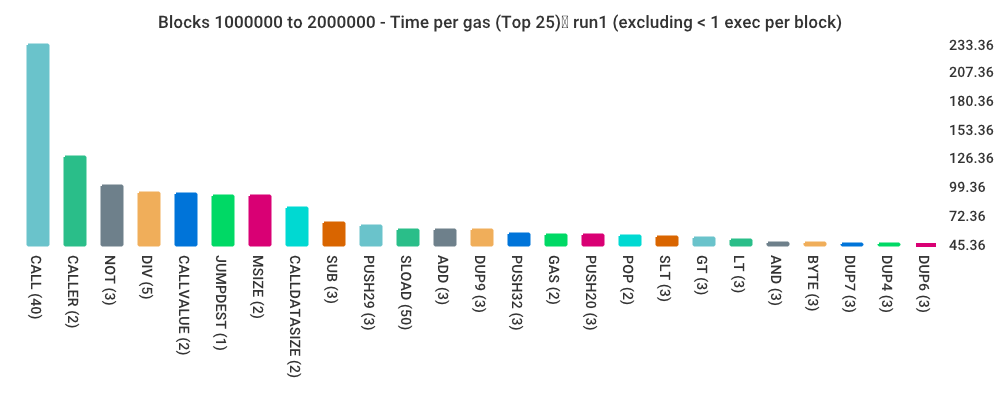 Blocks 1000000 to 2000000 - Time per gas (Top 25)▯ run1 (excluding < 1 exec per block)
233.36
207.36
180.36
153.36
126.36
99.36
72.36
45.36
CALL (40)
CALLER (2)
NOT (3)
DIV (5)
CALLVALUE (2)
JUMPDEST (1)
MSIZE (2)
CALLDATASIZE (2)
SUB (3)
PUSH29 (3)
SLOAD (50)
ADD (3)
DUP9 (3)
PUSH32 (3)
GAS (2)
PUSH20 (3)
POP (2)
SLT (3)
GT (3)
LT (3)
AND (3)
BYTE (3)
DUP7 (3)
DUP4 (3)
DUP6 (3)